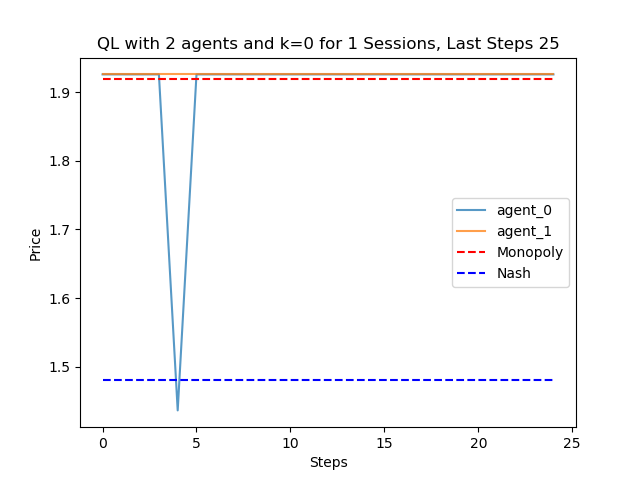 QL with 2 agents and k=0 for 1 Sessions, Last Steps 25
Price
1.9
1.8
1.7
1.6
1.5
agent_0
agent_1
Monopoly
Nash
0 5 10 15 20 25
Steps